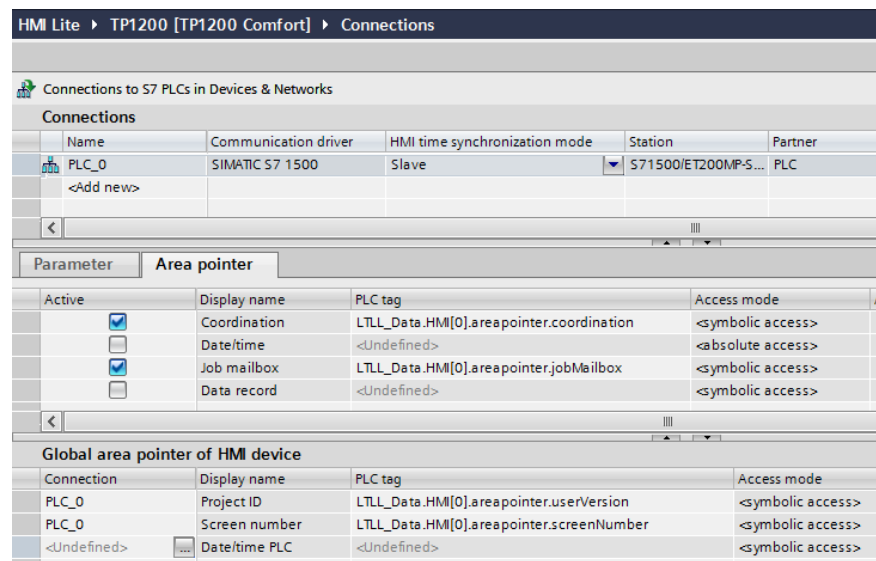 HMI Lite ▸ TP1200 [TP1200 Comfort] ▸ Connections
Connections to S7 PLCs in Devices & Networks
Connections
Name Communication driver HMI time synchronization mode Station Partner
PLC_0 SIMATIC S7 1500 Slave S71500/ET200MP-S... PLC
<Add new>
Parameter Area pointer
Active Display name PLC tag Access mode
Coordination LTLL_Data.HMI[0].areapointer.coordination <symbolic access>
Date/time <Undefined> <absolute access>
Job mailbox LTLL_Data.HMI[0].areapointer.jobMailbox <symbolic access>
Data record <Undefined> <symbolic access>
Global area pointer of HMI device
Connection Display name PLC tag Access mode
PLC_0 Project ID LTLL_Data.HMI[0].areapointer.userVersion <symbolic access>
PLC_0 Screen number LTLL_Data.HMI[0].areapointer.screenNumber <symbolic access>
<Undefined> ... Date/time PLC <Undefined> <symbolic access>